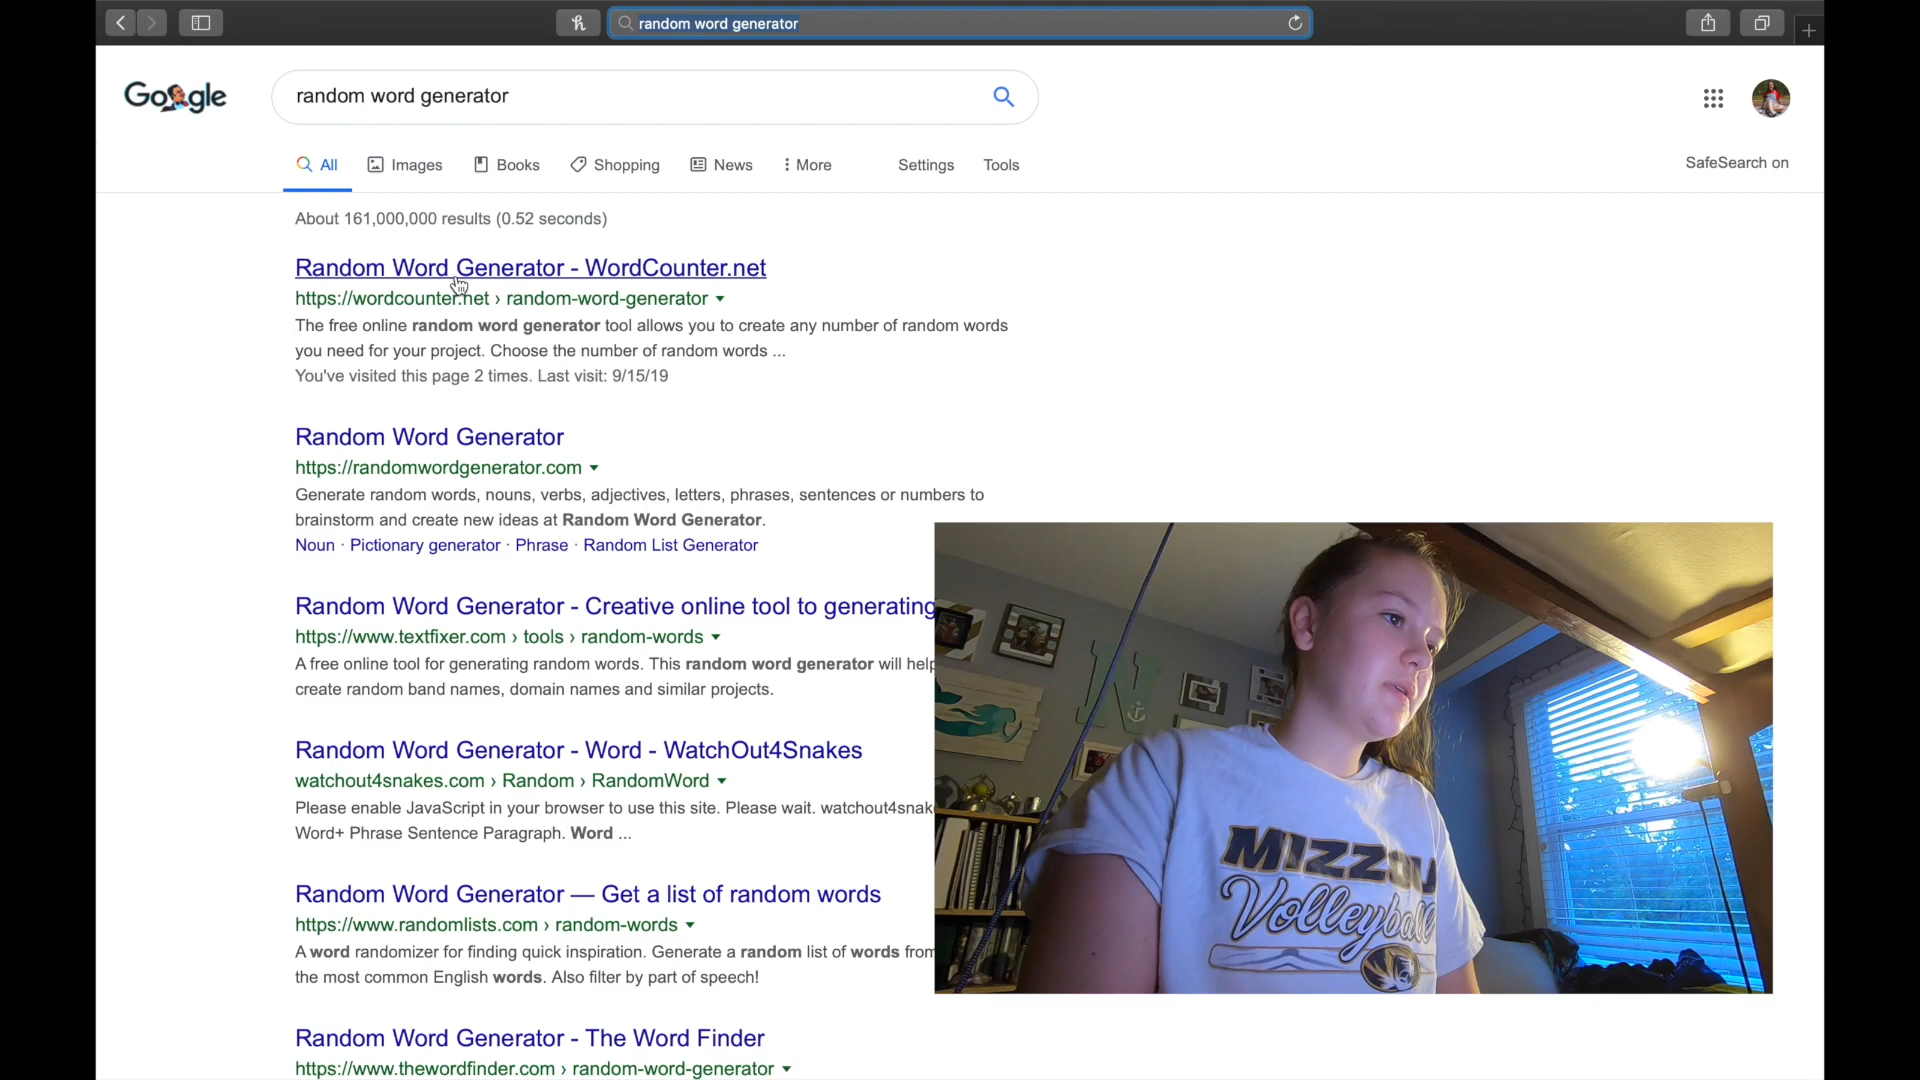 random word generator
Google
random word generator
All
Images
Books
Shopping
News
More
Settings
Tools
SafeSearch on
About 161,000,000 results (0.52 seconds)
Random Word Generator - WordCounter.net
https://wordcounter.net › random-word-generator
The free online random word generator tool allows you to create any number of random words
you need for your project. Choose the number of random words ...
You've visited this page 2 times. Last visit: 9/15/19
Random Word Generator
https://randomwordgenerator.com
Generate random words, nouns, verbs, adjectives, letters, phrases, sentences or numbers to
brainstorm and create new ideas at Random Word Generator.
Noun · Pictionary generator · Phrase · Random List Generator
Random Word Generator - Creative online tool to generating
https://www.textfixer.com › tools › random-words
A free online tool for generating random words. This random word generator will help
create random band names, domain names and similar projects.
Random Word Generator - Word - WatchOut4Snakes
watchout4snakes.com › Random › RandomWord
Please enable JavaScript in your browser to use this site. Please wait. watchout4snak
Word+ Phrase Sentence Paragraph. Word ...
Random Word Generator — Get a list of random words
https://www.randomlists.com › random-words
A word randomizer for finding quick inspiration. Generate a random list of words from
the most common English words. Also filter by part of speech!
Random Word Generator - The Word Finder
https://www.thewordfinder.com › random-word-generator
N
MIZZOU
Volleyball